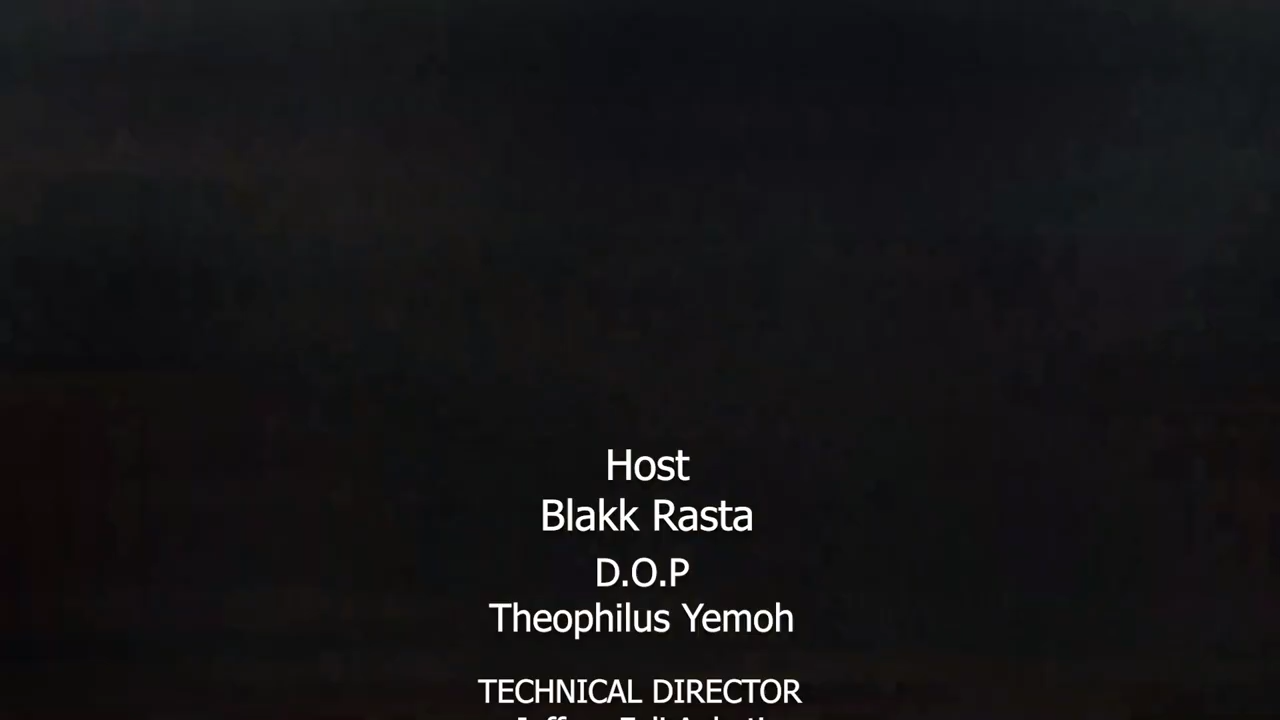 Host
Blakk Rasta
D.O.P
Theophilus Yemoh
TECHNICAL DIRECTOR